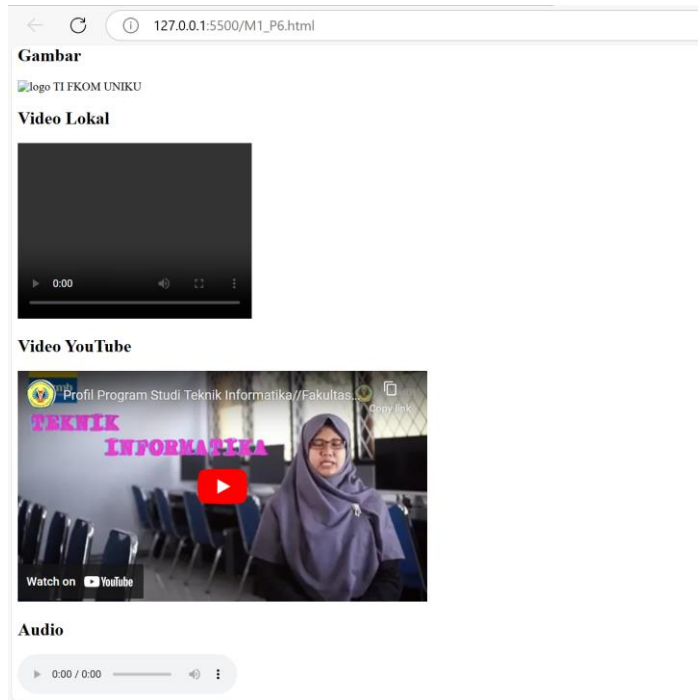 127.0.0.1:5500/M1_P6.html
Gambar
logo TI FKOM UNIKU
Video Lokal
0:00
Video YouTube
Profil Program Studi Teknik Informatika//Fakultas...
Copy link
TEKNIK
INFORMATIKA
Watch on YouTube
Audio
0:00 / 0:00